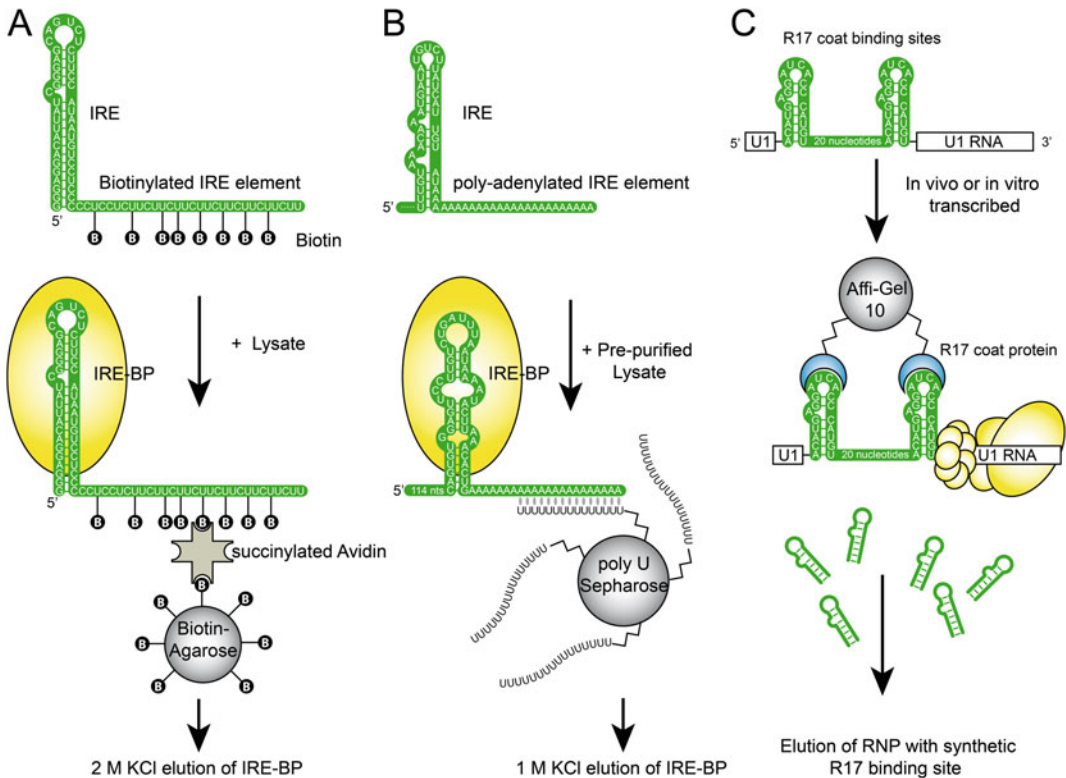 A
IRE
Biotinylated IRE element
CCCUCCUCUUCUUCUUCUUCUUCUUCUUCUU
5'
B B B B B B B B B
Biotin
+ Lysate
IRE-BP
5'
B B B B B B B B B
succinylated Avidin
B
Biotin-
Agarose
B B B B B B B
2 M KCl elution of IRE-BP
B
IRE
poly-adenylated IRE element
5'
+ Pre-purified
Lysate
IRE-BP
5'
114 nts
poly U
Sepharose
1 M KCl elution of IRE-BP
C
R17 coat binding sites
5'
U1
20 nucleotides
U1 RNA
3'
In vivo or in vitro
transcribed
Affi-Gel
10
R17 coat protein
U1
20 nucleotides
U1 RNA
Elution of RNP with synthetic
R17 binding site